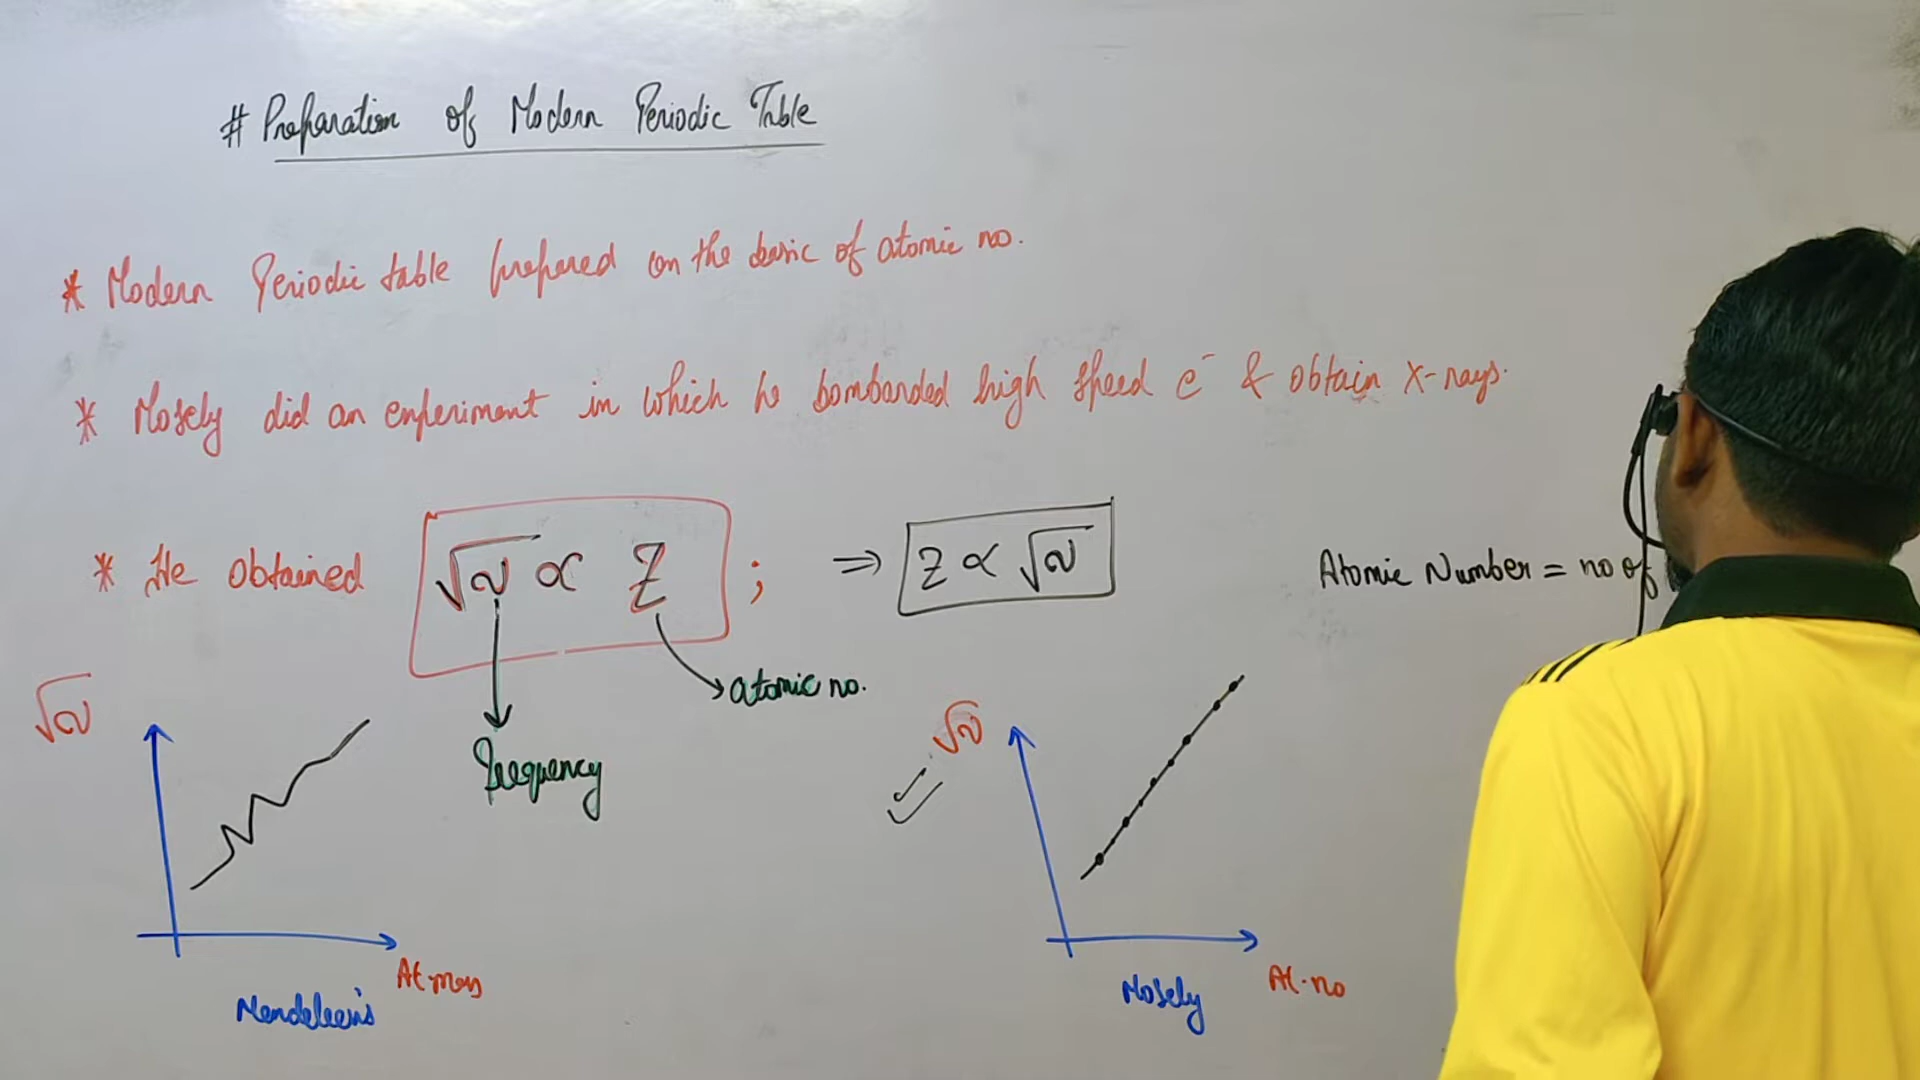 # Preparation of Modern Periodic Table
* Modern Periodic table prepared on the basic of atomic no.
* Mosely did an experiment in which he bombarded high speed e⁻ & obtain X-rays.
* He obtained √ν ∝ Z ; ⇒ Z ∝ √ν
Atomic Number = no of
atomic no.
frequency
√ν
At.mass
Mendeleev's
√ν
At.no
Mosely